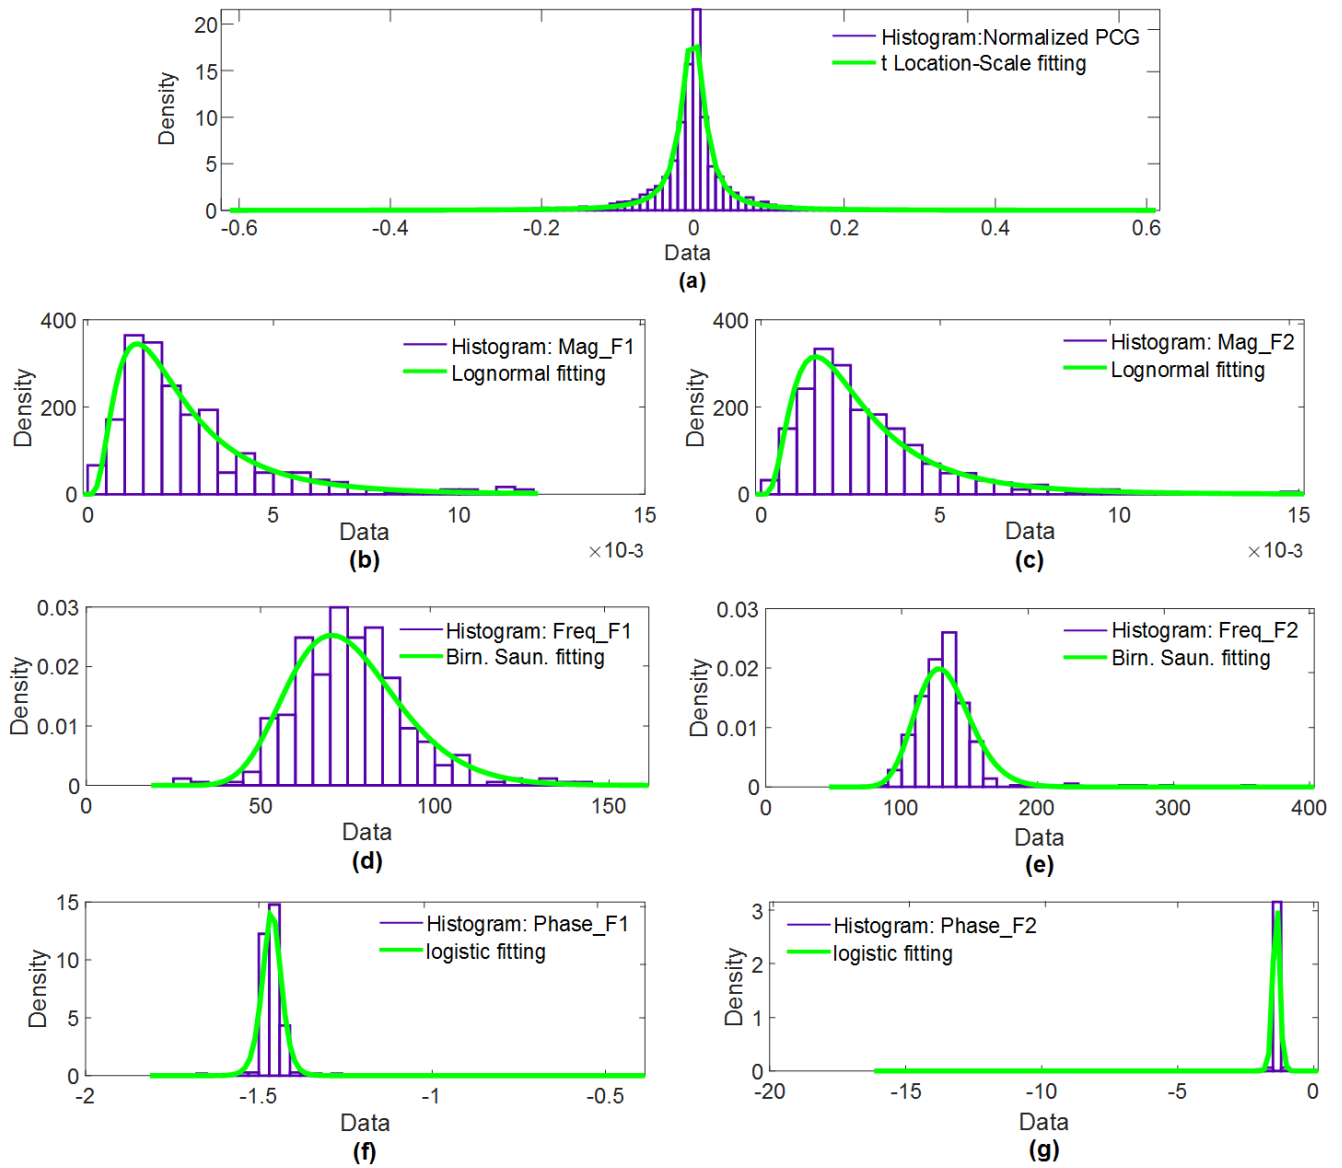 20
15
10
5
0
Density
Histogram:Normalized PCG
t Location-Scale fitting
-0.6 -0.4 -0.2 0 0.2 0.4 0.6
Data
(a)
400
200
0
Density
Histogram: Mag_F1
Lognormal fitting
0 5 10 15
Data
×10-3
(b)
400
200
0
Density
Histogram: Mag_F2
Lognormal fitting
0 5 10 15
Data
×10-3
(c)
0.03
0.02
0.01
0
Density
Histogram: Freq_F1
Birn. Saun. fitting
0 50 100 150
Data
(d)
0.03
0.02
0.01
0
Density
Histogram: Freq_F2
Birn. Saun. fitting
0 100 200 300 400
Data
(e)
15
10
5
0
Density
Histogram: Phase_F1
logistic fitting
-2 -1.5 -1 -0.5
Data
(f)
3
2
1
0
Density
Histogram: Phase_F2
logistic fitting
-20 -15 -10 -5 0
Data
(g)